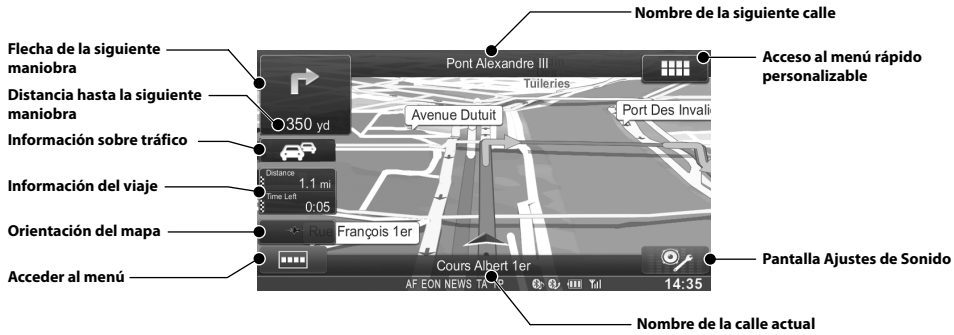 Nombre de la siguiente calle
Flecha de la siguiente
maniobra
Distancia hasta la siguiente
maniobra
Información sobre tráfico
Información del viaje
Orientación del mapa
Acceder al menú
Pont Alexandre III
Tuileries
Avenue Dutuit
Port Des Invali
350 yd
Distance
1.1 mi
Time Left
0:05
Rue François 1er
Cours Albert 1er
AF EON NEWS TA TP
14:35
Acceso al menú rápido
personalizable
Pantalla Ajustes de Sonido
Nombre de la calle actual